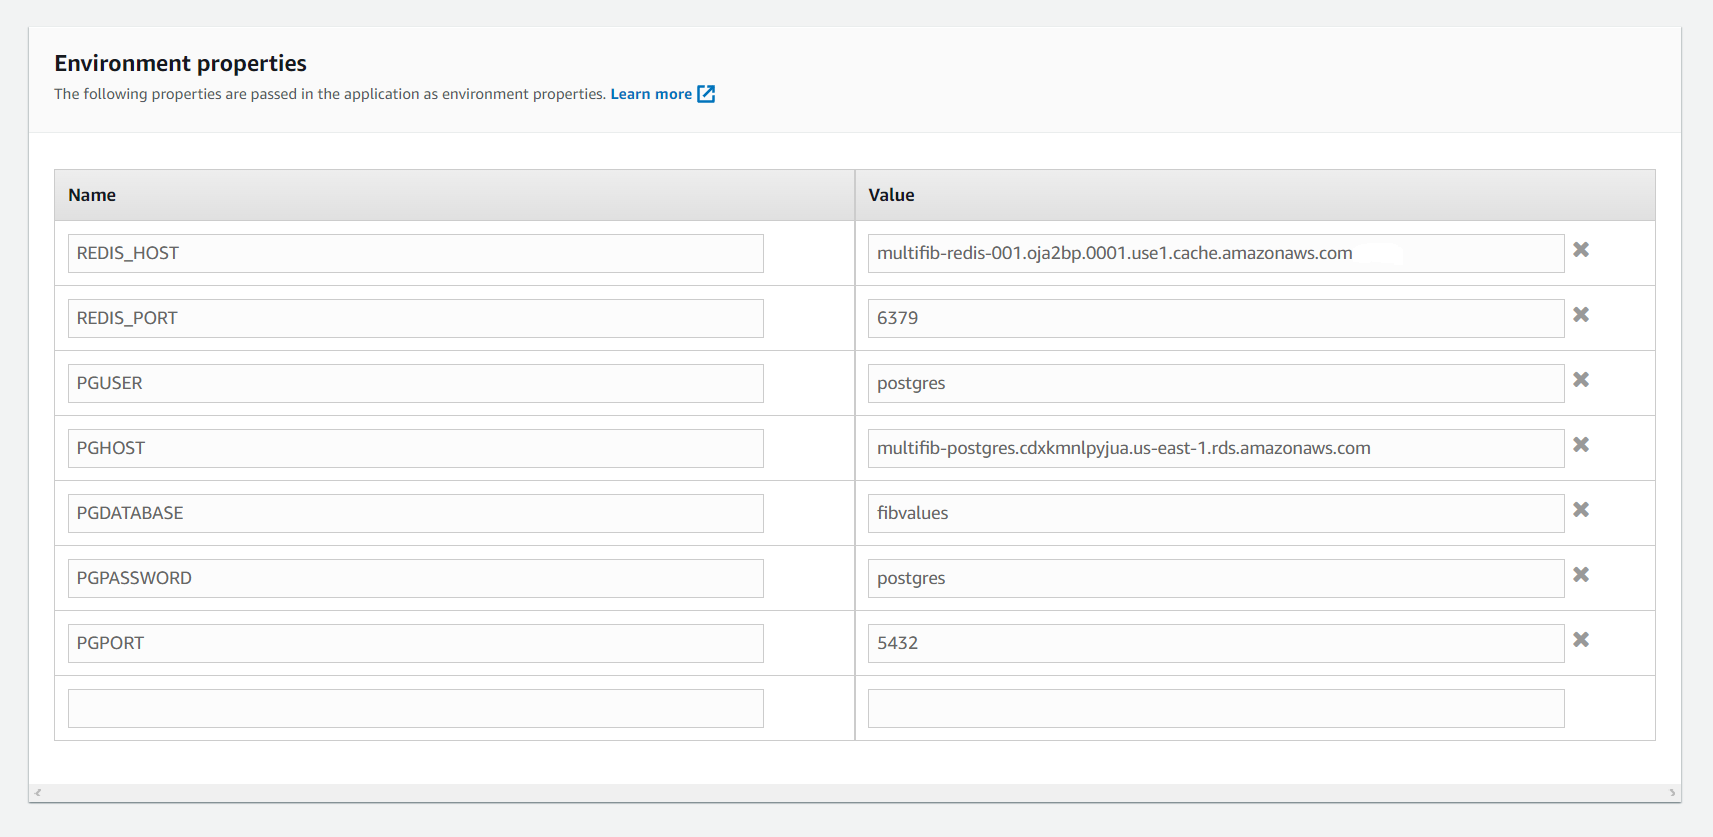 Environment properties
The following properties are passed in the application as environment properties. Learn more
Name Value
REDIS_HOST multifib-redis-001.oja2bp.0001.use1.cache.amazonaws.com
REDIS_PORT 6379
PGUSER postgres
PGHOST multifib-postgres.cdxkmnlpyjua.us-east-1.rds.amazonaws.com
PGDATABASE fibvalues
PGPASSWORD postgres
PGPORT 5432